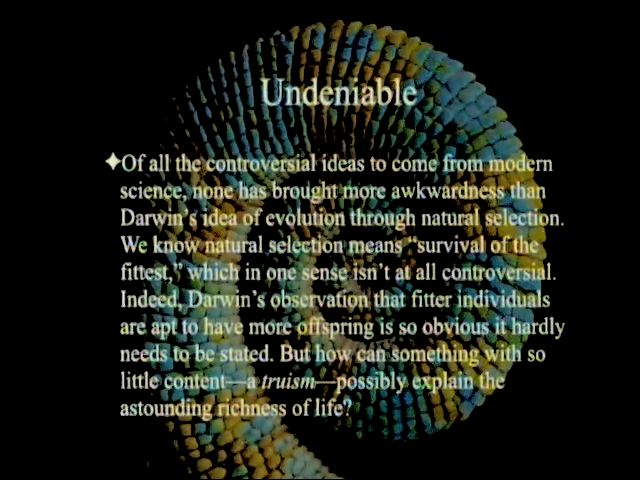 Undeniable
✦Of all the controversial ideas to come from modern
science, none has brought more awkwardness than
Darwin's idea of evolution through natural selection.
We know natural selection means “survival of the
fittest,” which in one sense isn't at all controversial.
Indeed, Darwin's observation that fitter individuals
are apt to have more offspring is so obvious it hardly
needs to be stated. But how can something with so
little content—a truism—possibly explain the
astounding richness of life?